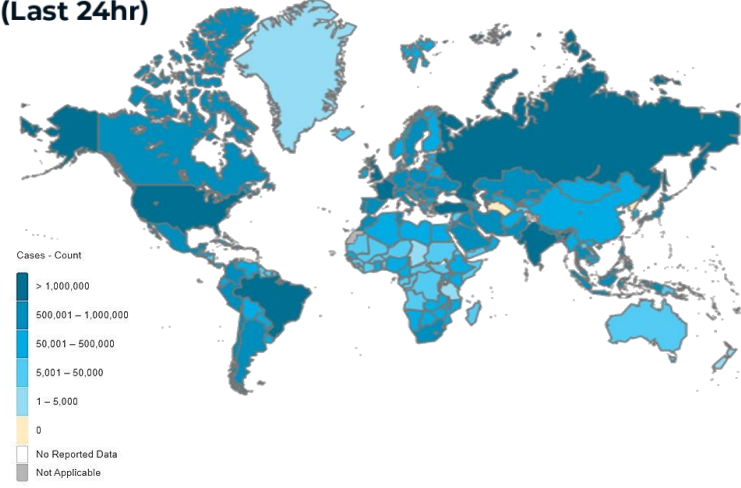 (Last 24hr)
Cases - Count
> 1,000,000
500,001 – 1,000,000
50,001 – 500,000
5,001 – 50,000
1 – 5,000
0
No Reported Data
Not Applicable